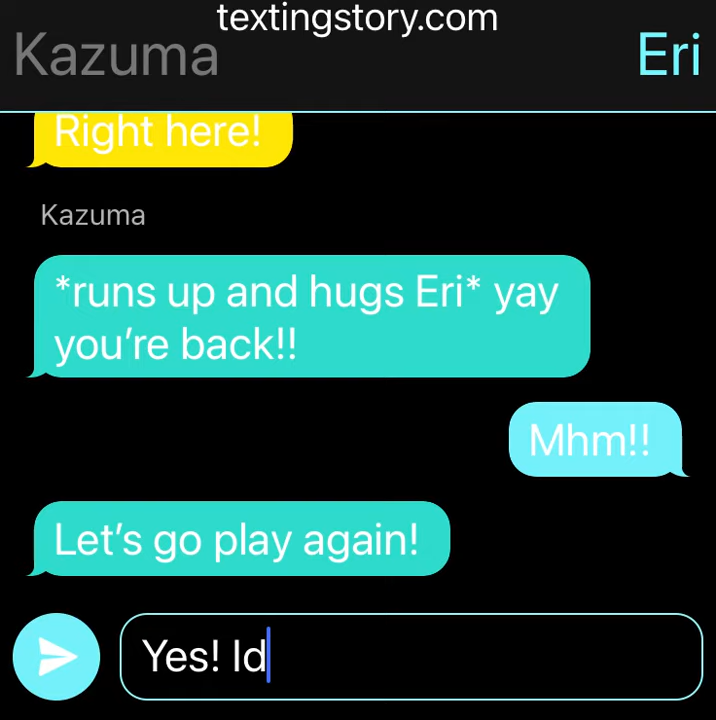 textingstory.com
Kazuma
Eri
Right here!
Kazuma
*runs up and hugs Eri* yay
you’re back!!
Mhm!!
Let’s go play again!
Yes! Id